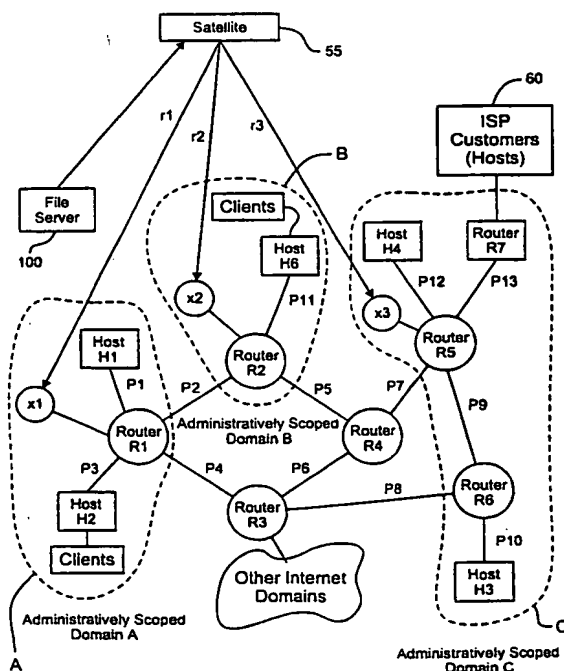 Satellite
55
60
r1
r2
r3
ISP
Customers
(Hosts)
B
File
Server
100
Clients
Host
H6
Host
H4
Router
R7
x2
P11
P12
P13
x3
Host
H1
Router
R5
x1
P1
P2
Router
R2
P5
P7
Administratively Scoped
Domain B
P9
Router
R1
Router
R4
P3
P4
P6
P8
Router
R6
Host
H2
Router
R3
P10
Clients
Other Internet
Domains
Host
H3
Administratively Scoped
Domain A
A
C
Administratively Scoped
Domain C